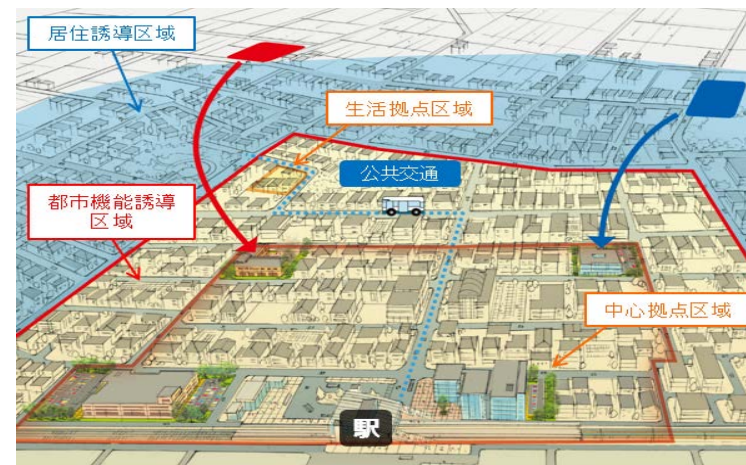 居住誘導区域
生活拠点区域
公共交通
都市機能誘導
区域
中心拠点区域
駅